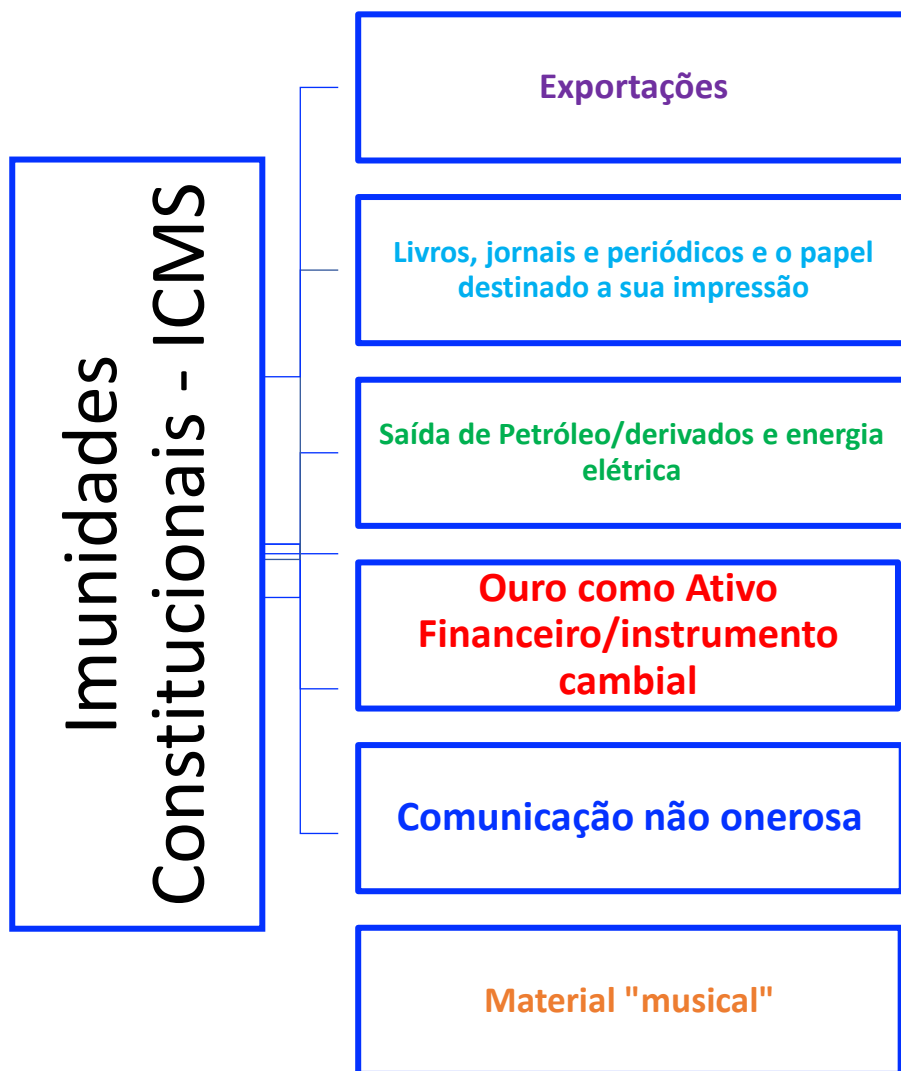 Imunidades
Constitucionais - ICMS
Exportações
Livros, jornais e periódicos e o papel
destinado a sua impressão
Saída de Petróleo/derivados e energia
elétrica
Ouro como Ativo
Financeiro/instrumento
cambial
Comunicação não onerosa
Material "musical"